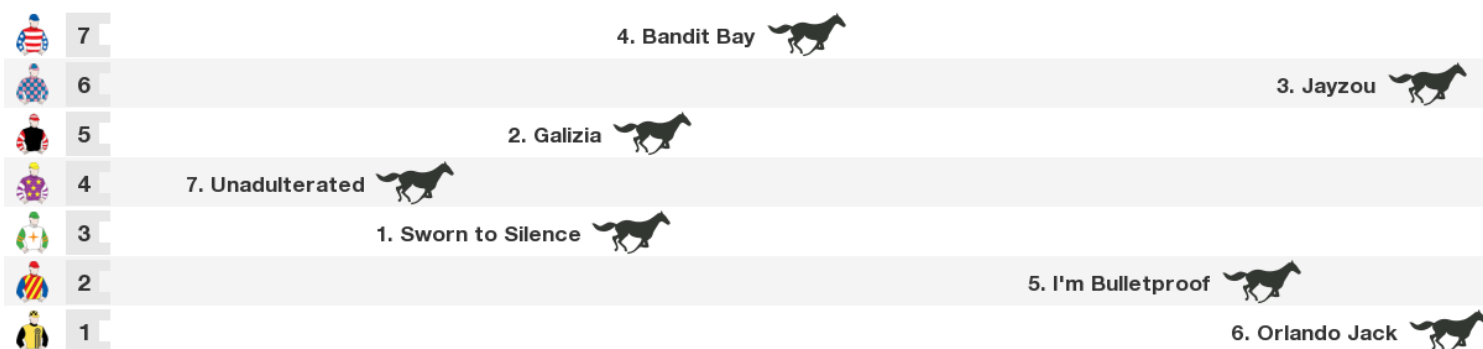 7 4. Bandit Bay
6 3. Jayzou
5 2. Galizia
4 7. Unadulterated
3 1. Sworn to Silence
2 5. I'm Bulletproof
1 6. Orlando Jack